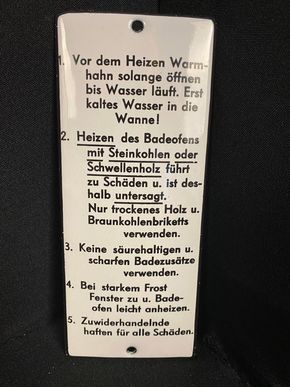 1. Vor dem Heizen Warm-
hahn solange öffnen
bis Wasser läuft. Erst
kaltes Wasser in die
Wanne!
2. Heizen des Badeofens
mit Steinkohlen oder
Schwellenholz führt
zu Schäden u. ist des-
halb untersagt.
Nur trockenes Holz u.
Braunkohlenbriketts
verwenden.
3. Keine säurehaltigen u.
scharfen Badezusätze
verwenden.
4. Bei starkem Frost
Fenster zu u. Bade-
ofen leicht anheizen.
5. Zuwiderhandelnde
haften für alle Schäden.